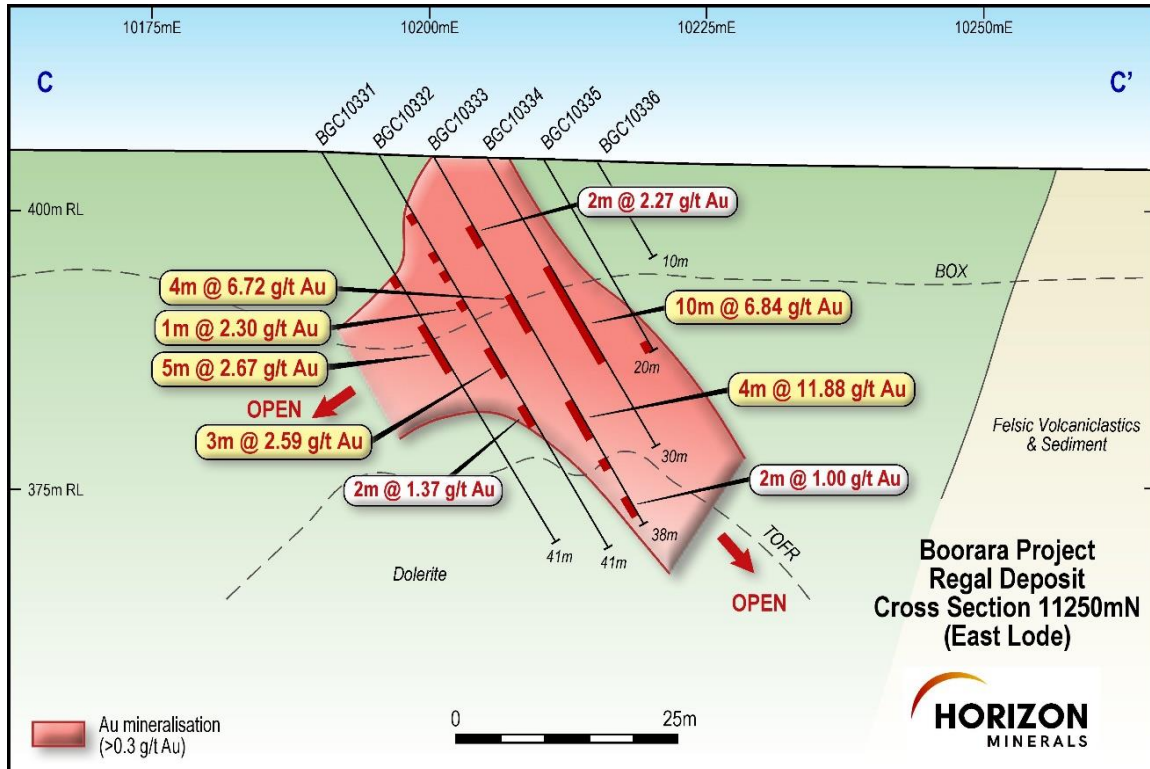 10175mE
10200mE
10225mE
10250mE
C
C'
BGC10331
BGC10332
BGC10333
BGC10334
BGC10335
BGC10336
400m RL
2m @ 2.27 g/t Au
10m
BOX
4m @ 6.72 g/t Au
10m @ 6.84 g/t Au
1m @ 2.30 g/t Au
20m
5m @ 2.67 g/t Au
4m @ 11.88 g/t Au
OPEN
Felsic Volcaniclastics
& Sediment
3m @ 2.59 g/t Au
30m
375m RL
2m @ 1.37 g/t Au
2m @ 1.00 g/t Au
38m
TOFR
41m
41m
Dolerite
OPEN
Boorara Project
Regal Deposit
Cross Section 11250mN
(East Lode)
Au mineralisation
(>0.3 g/t Au)
0
25m
HORIZON
MINERALS